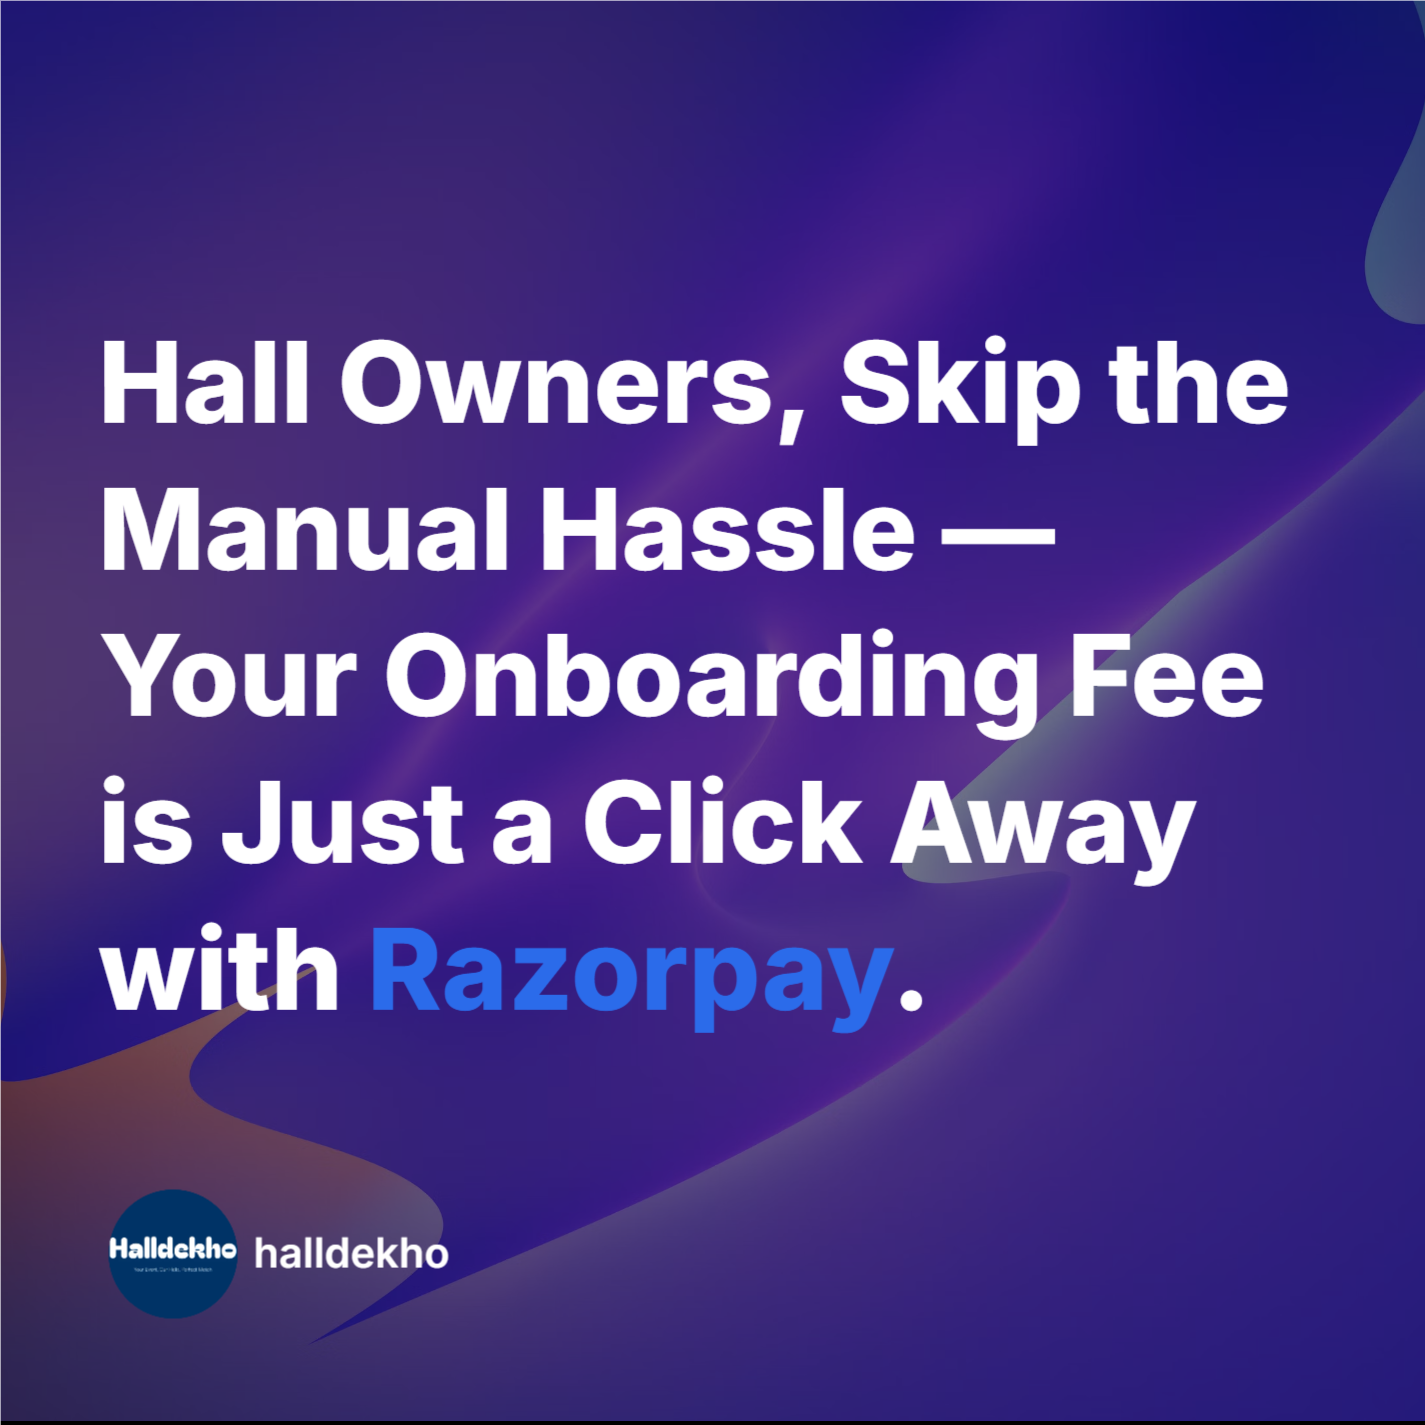 Hall Owners, Skip the
Manual Hassle —
Your Onboarding Fee
is Just a Click Away
with Razorpay.
Halldekho
halldekho